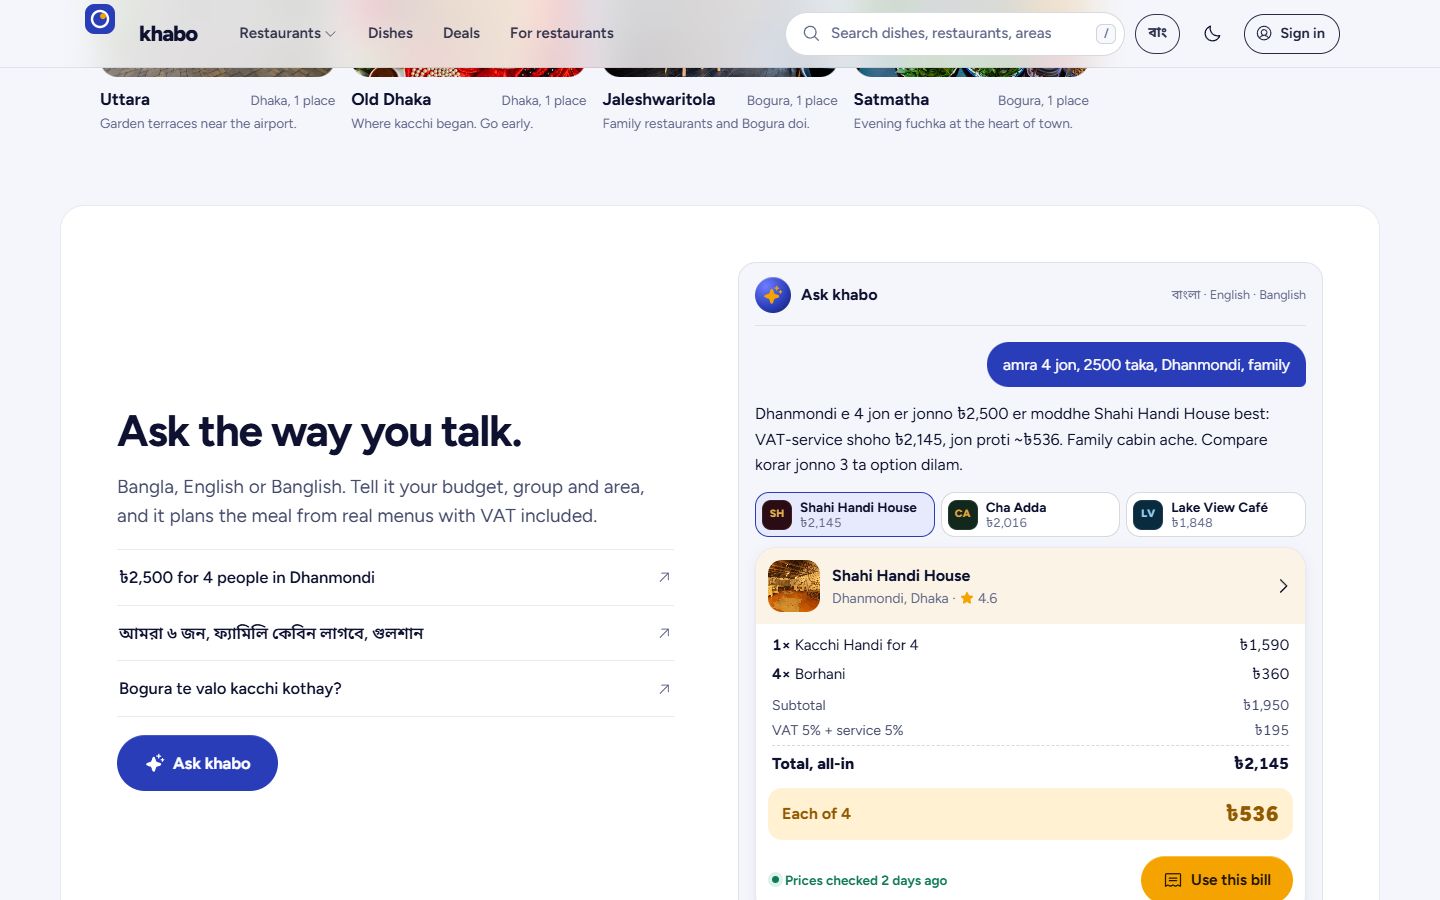 khabo
Restaurants
Dishes
Deals
For restaurants
Search dishes, restaurants, areas
/
বাং
Sign in
Uttara
Dhaka, 1 place
Garden terraces near the airport.
Old Dhaka
Dhaka, 1 place
Where kacchi began. Go early.
Jaleshwaritola
Bogura, 1 place
Family restaurants and Bogura doi.
Satmatha
Bogura, 1 place
Evening fuchka at the heart of town.
Ask the way you talk.
Bangla, English or Banglish. Tell it your budget, group and area,
and it plans the meal from real menus with VAT included.
৳2,500 for 4 people in Dhanmondi
আমরা ৬ জন, ফ্যামিলি কেবিন লাগবে, গুলশান
Bogura te valo kacchi kothay?
Ask khabo
Ask khabo
বাংলা · English · Banglish
amra 4 jon, 2500 taka, Dhanmondi, family
Dhanmondi e 4 jon er jonno ৳2,500 er moddhe Shahi Handi House best:
VAT-service shoho ৳2,145, jon proti ~৳536. Family cabin ache. Compare
korar jonno 3 ta option dilam.
SH
Shahi Handi House
৳2,145
CA
Cha Adda
৳2,016
LV
Lake View Café
৳1,848
Shahi Handi House
Dhanmondi, Dhaka · ★ 4.6
1× Kacchi Handi for 4
৳1,590
4× Borhani
৳360
Subtotal
৳1,950
VAT 5% + service 5%
৳195
Total, all-in
৳2,145
Each of 4
৳536
Prices checked 2 days ago
Use this bill